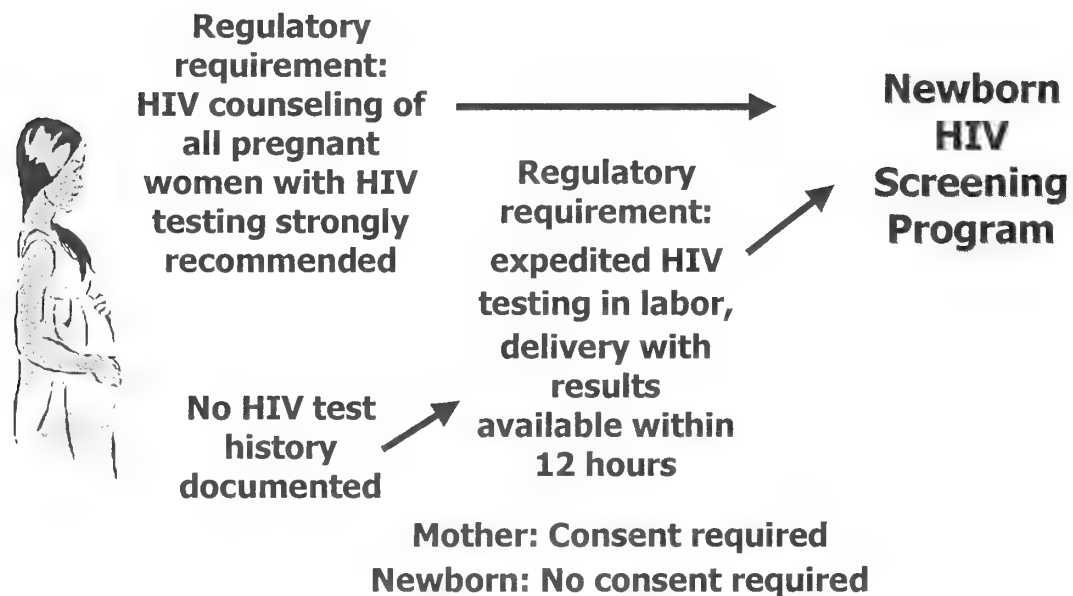 Regulatory
requirement:
HIV counseling of
all pregnant
women with HIV
testing strongly
recommended
No HIV test
history
documented
Regulatory
requirement:
expedited HIV
testing in labor,
delivery with
results
available within
12 hours
Newborn
HIV
Screening
Program
Mother: Consent required
Newborn: No consent required